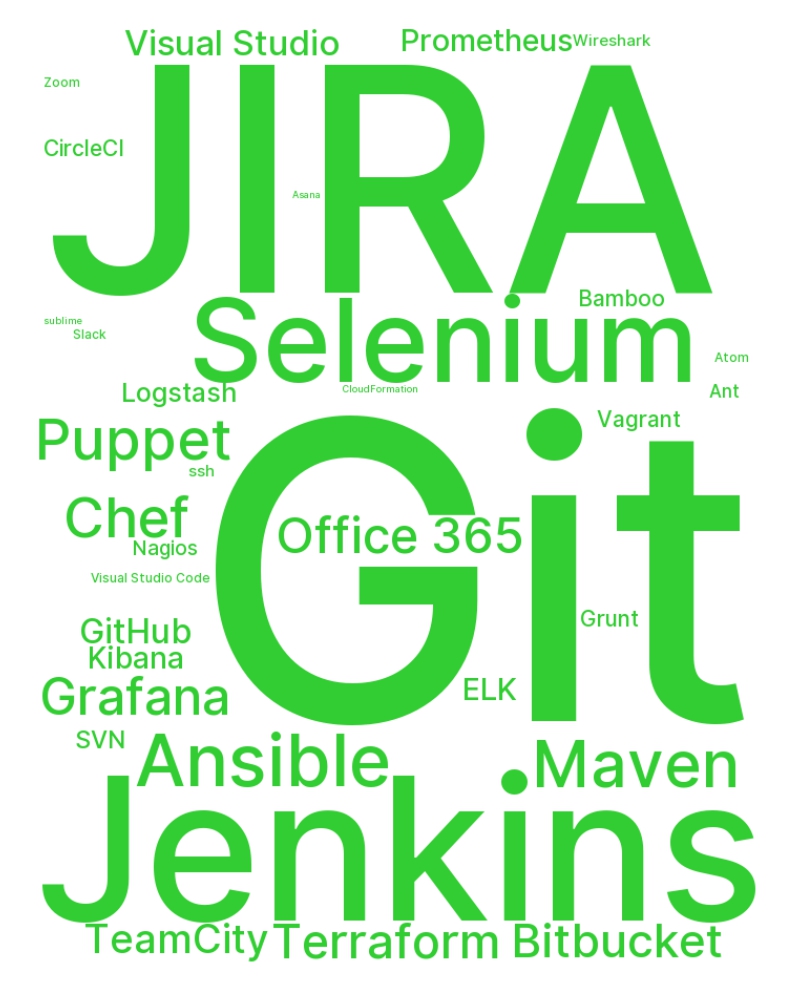 Visual Studio
Prometheus
Wireshark
Zoom
JIRA
CircleCI
Asana
Selenium
Bamboo
sublime
Slack
Atom
CloudFormation
Logstash
Ant
Vagrant
Puppet
ssh
Git
Chef
Office 365
Nagios
Visual Studio Code
Grunt
GitHub
Kibana
Grafana
ELK
SVN
Ansible
Maven
Jenkins
TeamCity
Terraform
Bitbucket